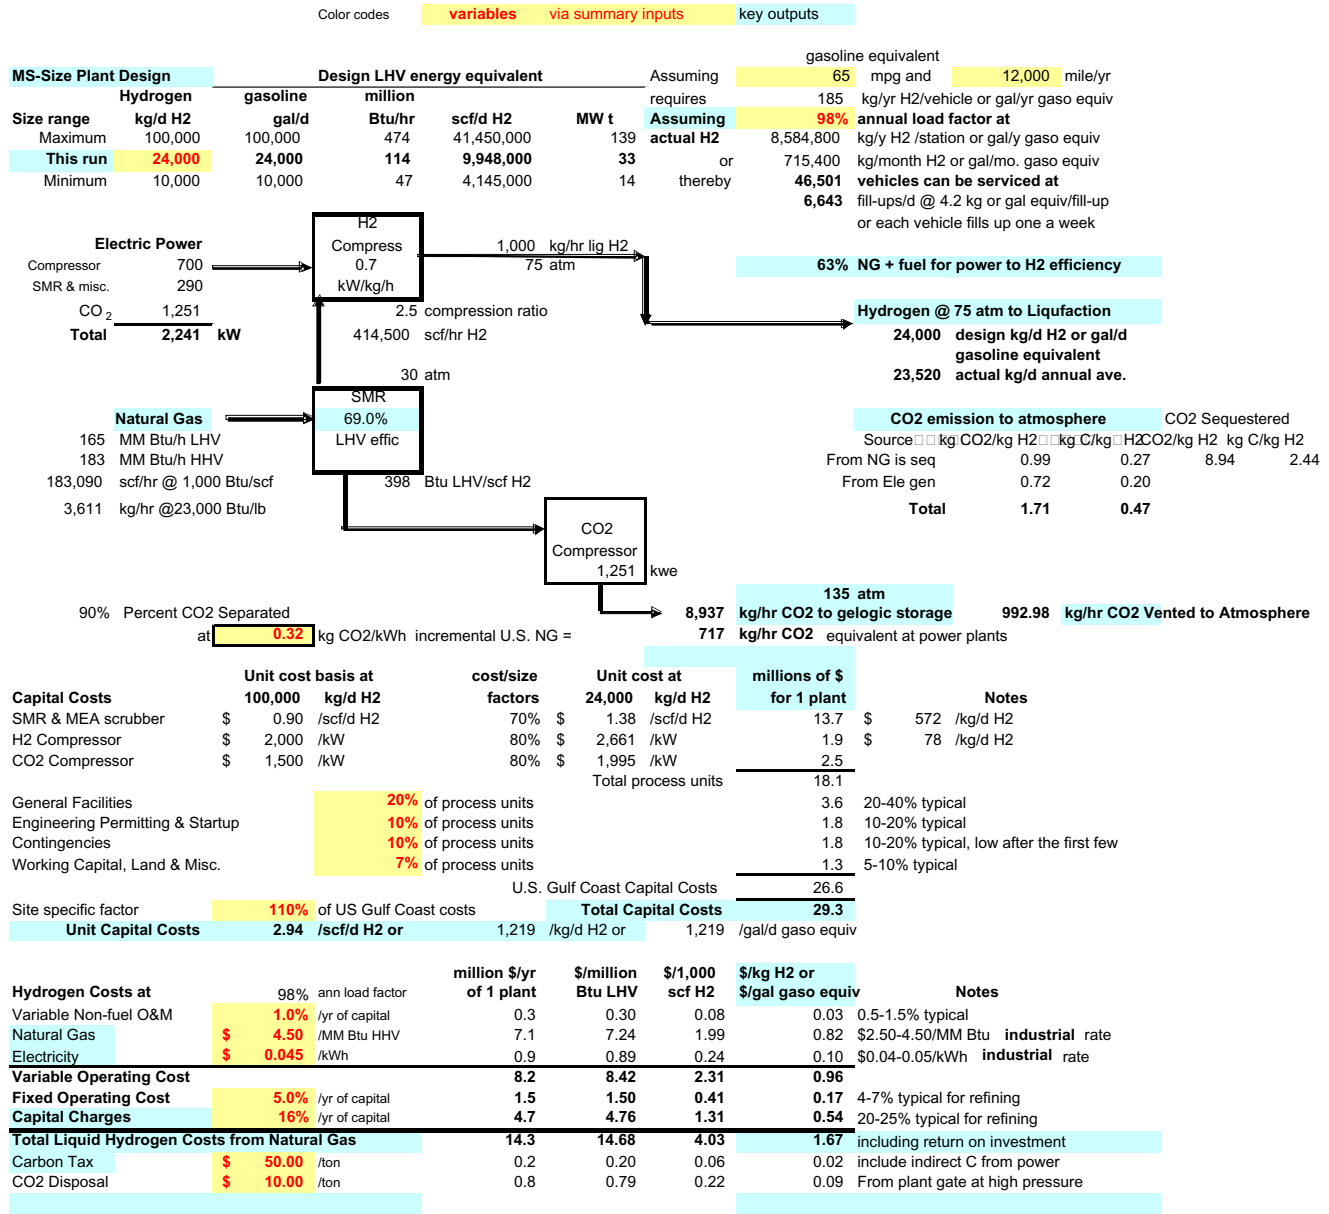 Color codes variables via summary inputs key outputs
gasoline equivalent
MS-Size Plant Design Design LHV energy equivalent Assuming 65 mpg and 12,000 mile/yr
Hydrogen gasoline million requires 185 kg/yr H2/vehicle or gal/yr gaso equiv
Size range kg/d H2 gal/d Btu/hr scf/d H2 MW t Assuming 98% annual load factor at
Maximum 100,000 100,000 474 41,450,000 139 actual H2 8,584,800 kg/y H2 /station or gal/y gaso equiv
This run 24,000 24,000 114 9,948,000 33 or 715,400 kg/month H2 or gal/mo. gaso equiv
Minimum 10,000 10,000 47 4,145,000 14 thereby 46,501 vehicles can be serviced at
6,643 fill-ups/d @ 4.2 kg or gal equiv/fill-up
or each vehicle fills up one a week
H2
Electric Power Compress 1,000 kg/hr lig H2
Compressor 700 0.7 75 atm 63% NG + fuel for power to H2 efficiency
SMR & misc. 290 kW/kg/h
CO 2 1,251 2.5 compression ratio Hydrogen @ 75 atm to Liqufaction
Total 2,241 kW 414,500 scf/hr H2 24,000 design kg/d H2 or gal/d
gasoline equivalent
30 atm 23,520 actual kg/d annual ave.
SMR
Natural Gas 69.0% CO2 emission to atmosphere CO2 Sequestered
165 MM Btu/h LHV LHV effic Source kg CO2/kg H2 kg C/kg H2 CO2/kg H2 kg C/kg H2
183 MM Btu/h HHV From NG is seq 0.99 0.27 8.94 2.44
183,090 scf/hr @ 1,000 Btu/scf 398 Btu LHV/scf H2 From Ele gen 0.72 0.20
3,611 kg/hr @23,000 Btu/lb Total 1.71 0.47
CO2
Compressor
1,251 kwe
135 atm
90% Percent CO2 Separated 8,937 kg/hr CO2 to gelogic storage 992.98 kg/hr CO2 Vented to Atmosphere
at 0.32 kg CO2/kWh incremental U.S. NG = 717 kg/hr CO2 equivalent at power plants
Unit cost basis at cost/size Unit cost at millions of $
Capital Costs 100,000 kg/d H2 factors 24,000 kg/d H2 for 1 plant Notes
SMR & MEA scrubber $ 0.90 /scf/d H2 70% $ 1.38 /scf/d H2 13.7 $ 572 /kg/d H2
H2 Compressor $ 2,000 /kW 80% $ 2,661 /kW 1.9 $ 78 /kg/d H2
CO2 Compressor $ 1,500 /kW 80% $ 1,995 /kW 2.5
Total process units 18.1
General Facilities 20% of process units 3.6 20-40% typical
Engineering Permitting & Startup 10% of process units 1.8 10-20% typical
Contingencies 10% of process units 1.8 10-20% typical, low after the first few
Working Capital, Land & Misc. 7% of process units 1.3 5-10% typical
U.S. Gulf Coast Capital Costs 26.6
Site specific factor 110% of US Gulf Coast costs Total Capital Costs 29.3
Unit Capital Costs 2.94 /scf/d H2 or 1,219 /kg/d H2 or 1,219 /gal/d gaso equiv
million $/yr $/million $/1,000 $/kg H2 or
Hydrogen Costs at 98% ann load factor of 1 plant Btu LHV scf H2 $/gal gaso equiv Notes
Variable Non-fuel O&M 1.0% /yr of capital 0.3 0.30 0.08 0.03 0.5-1.5% typical
Natural Gas $ 4.50 /MM Btu HHV 7.1 7.24 1.99 0.82 $2.50-4.50/MM Btu industrial rate
Electricity $ 0.045 /kWh 0.9 0.89 0.24 0.10 $0.04-0.05/kWh industrial rate
Variable Operating Cost 8.2 8.42 2.31 0.96
Fixed Operating Cost 5.0% /yr of capital 1.5 1.50 0.41 0.17 4-7% typical for refining
Capital Charges 16% /yr of capital 4.7 4.76 1.31 0.54 20-25% typical for refining
Total Liquid Hydrogen Costs from Natural Gas 14.3 14.68 4.03 1.67 including return on investment
Carbon Tax $ 50.00 /ton 0.2 0.20 0.06 0.02 include indirect C from power
CO2 Disposal $ 10.00 /ton 0.8 0.79 0.22 0.09 From plant gate at high pressure